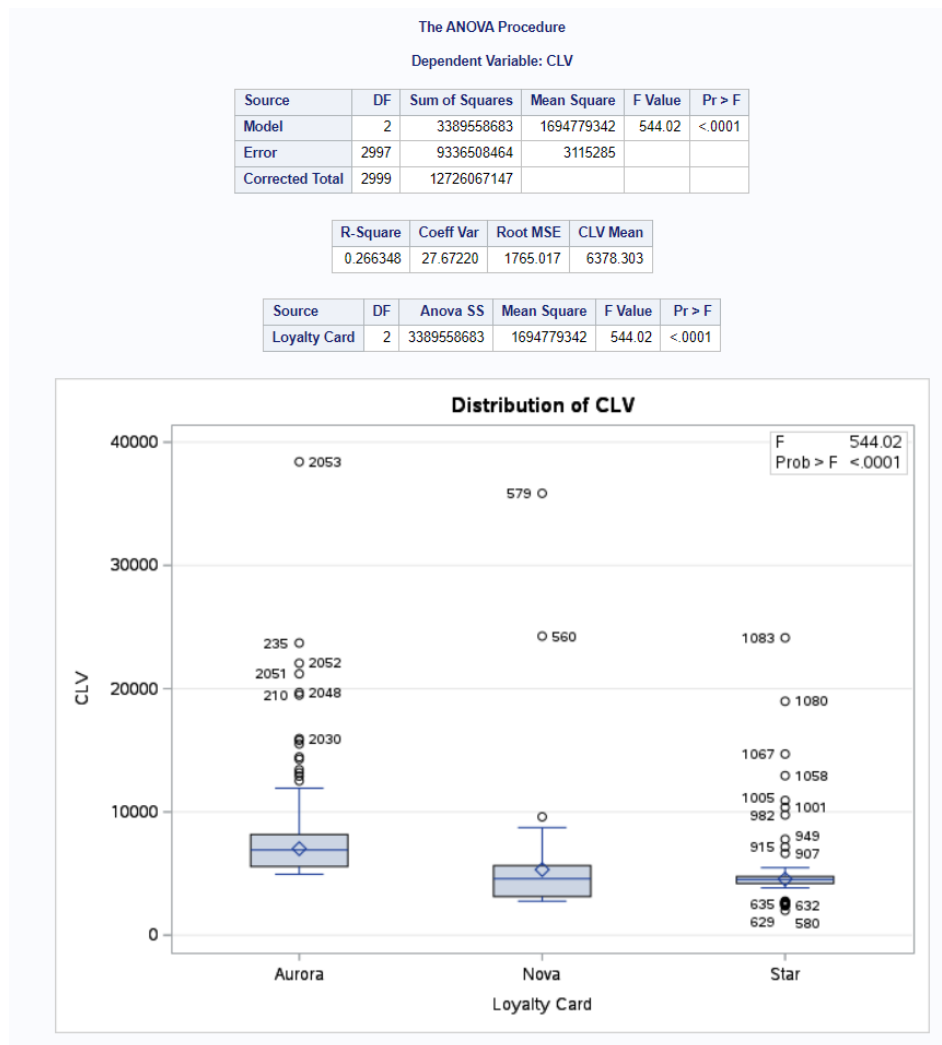 The ANOVA Procedure
Dependent Variable: CLV
Source DF Sum of Squares Mean Square F Value Pr > F
Model 2 3389558683 1694779342 544.02 <.0001
Error 2997 9336508464 3115285
Corrected Total 2999 12726067147
R-Square Coeff Var Root MSE CLV Mean
0.266348 27.67220 1765.017 6378.303
Source DF Anova SS Mean Square F Value Pr > F
Loyalty Card 2 3389558683 1694779342 544.02 <.0001
Distribution of CLV
F 544.02
Prob > F <.0001
40000
2053
579
30000
235
560
1083
2052
2051
20000
210
2048
1080
2030
1067
1058
10000
1005
1001
982
949
915
907
635
632
629
580
0
CLV
Aurora Nova Star
Loyalty Card